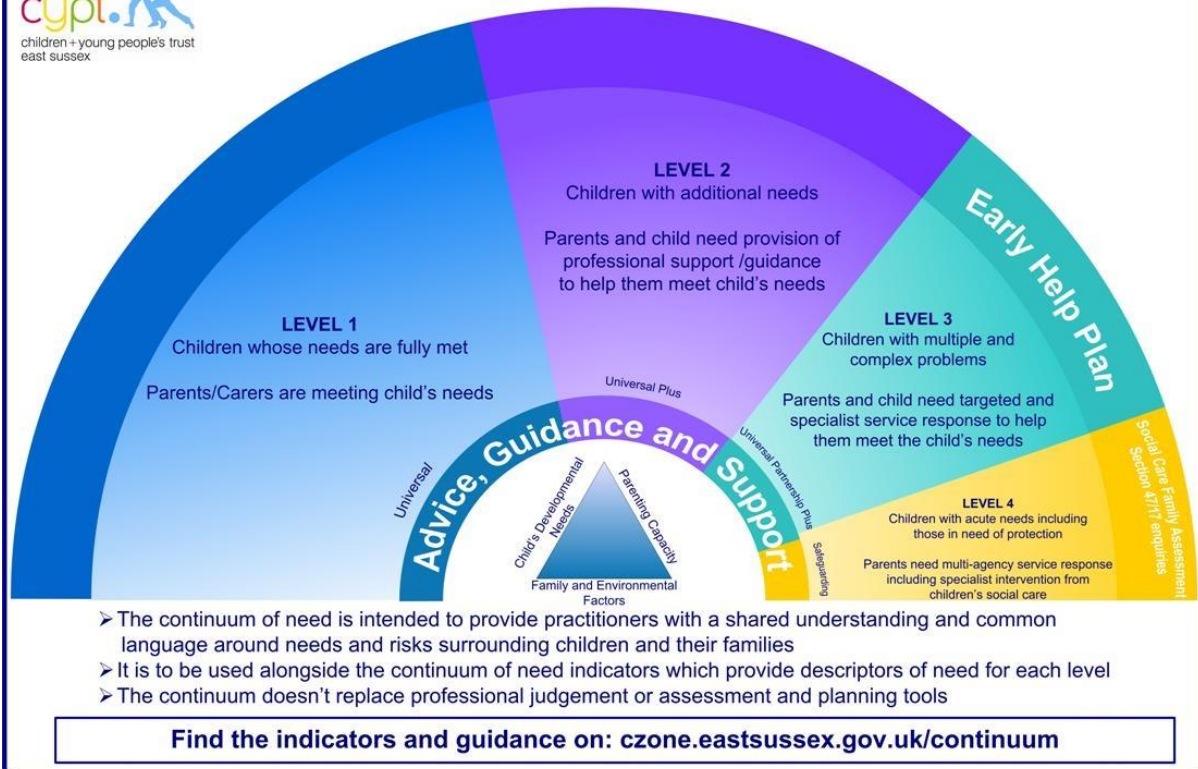 cypt.
children + young people's trust
east sussex
LEVEL 1
Children whose needs are fully met
Parents/Carers are meeting child's needs
LEVEL 2
Children with additional needs
Parents and child need provision of
professional support /guidance
to help them meet child's needs
LEVEL 3
Children with multiple and
complex problems
Parents and child need targeted and
specialist service response to help
them meet the child's needs
LEVEL 4
Children with acute needs including
those in need of protection
Parents need multi-agency service response
including specialist intervention from
children's social care
Early Help Plan
Social Care Family Assessment
Section 47/17 enquiries
Universal
Universal Plus
Universal Partnership Plus
Safeguarding
Advice, Guidance and Support
Child's Developmental
Needs
Parenting Capacity
Family and Environmental
Factors
➢ The continuum of need is intended to provide practitioners with a shared understanding and common
language around needs and risks surrounding children and their families
➢ It is to be used alongside the continuum of need indicators which provide descriptors of need for each level
➢ The continuum doesn't replace professional judgement or assessment and planning tools
Find the indicators and guidance on: czone.eastsussex.gov.uk/continuum